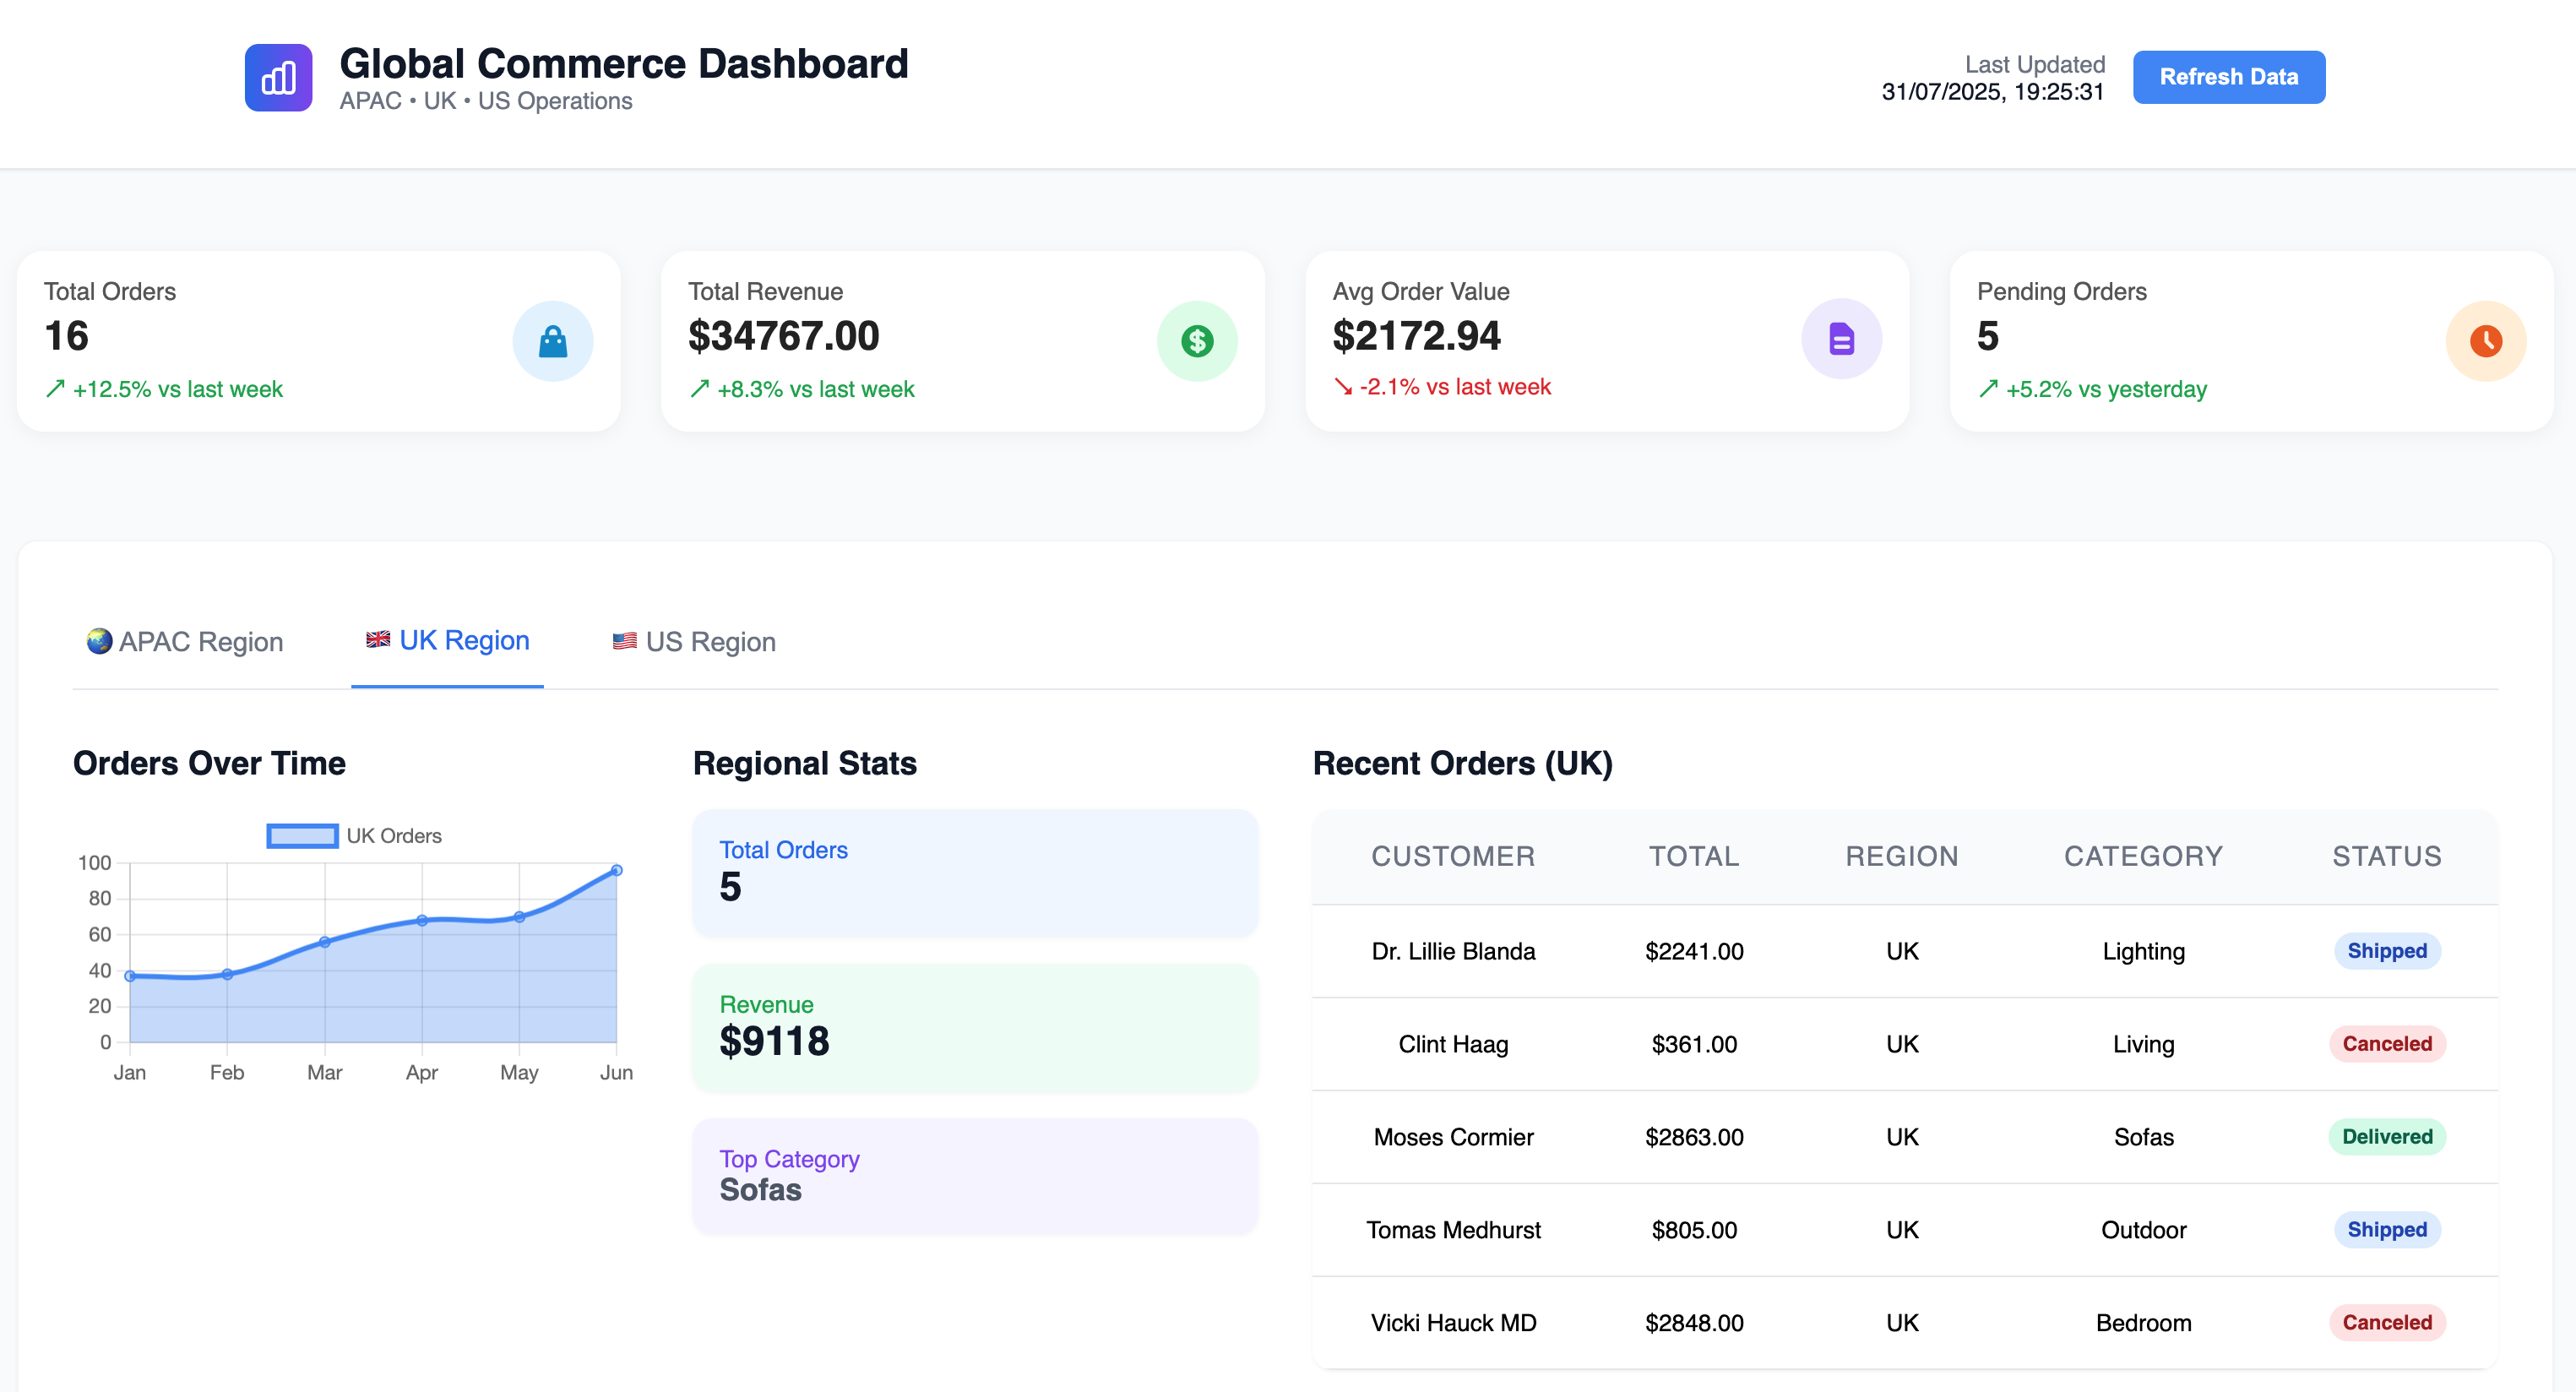 Global Commerce Dashboard
APAC • UK • US Operations
Last Updated
31/07/2025, 19:25:31
Refresh Data
Total Orders
16
↗ +12.5% vs last week
Total Revenue
$34767.00
↗ +8.3% vs last week
Avg Order Value
$2172.94
↘ -2.1% vs last week
Pending Orders
5
↗ +5.2% vs yesterday
APAC Region
UK Region
US Region
Orders Over Time
UK Orders
100
80
60
40
20
0
Jan Feb Mar Apr May Jun
Regional Stats
Total Orders
5
Revenue
$9118
Top Category
Sofas
Recent Orders (UK)
CUSTOMER TOTAL REGION CATEGORY STATUS
Dr. Lillie Blanda $2241.00 UK Lighting Shipped
Clint Haag $361.00 UK Living Canceled
Moses Cormier $2863.00 UK Sofas Delivered
Tomas Medhurst $805.00 UK Outdoor Shipped
Vicki Hauck MD $2848.00 UK Bedroom Canceled